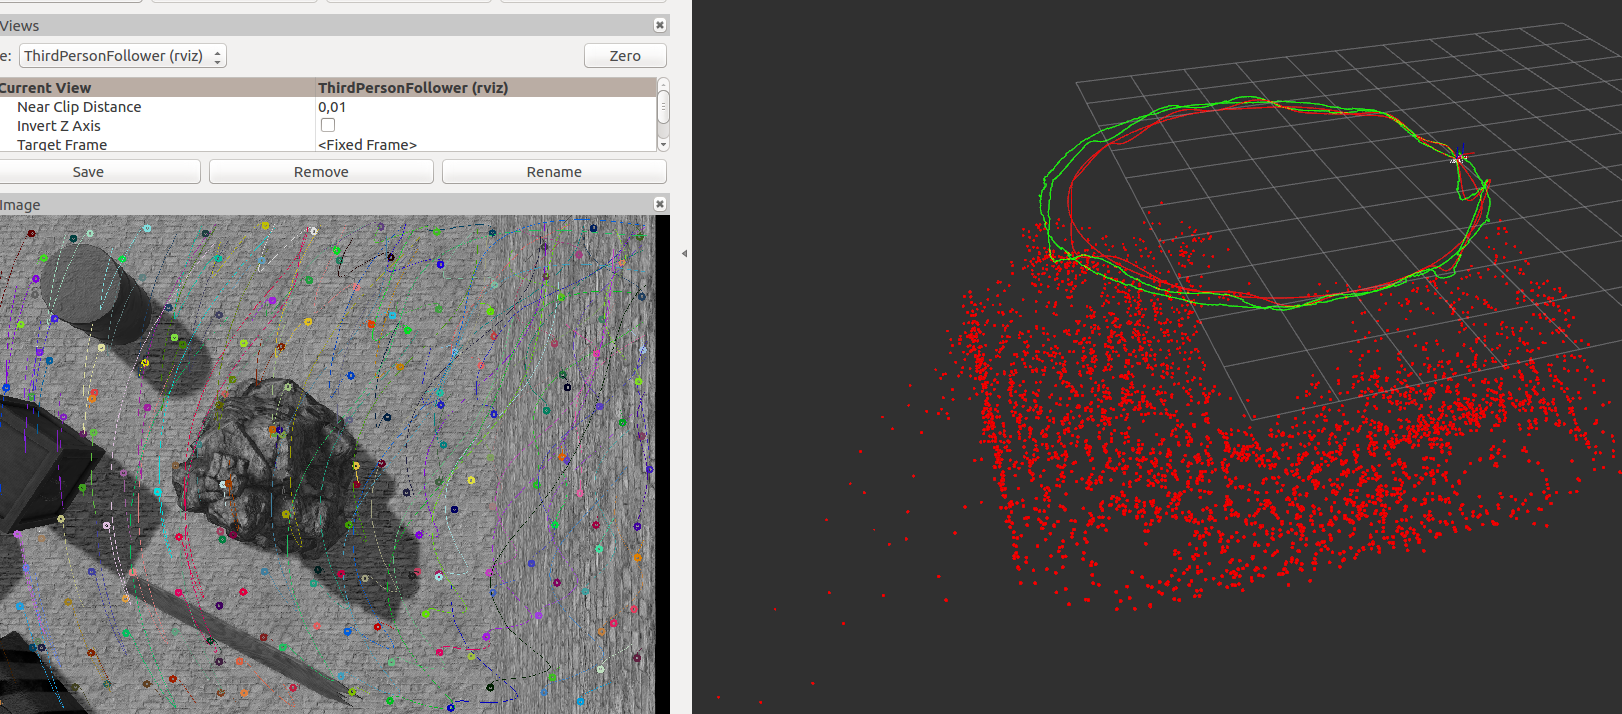 Views
e: ThirdPersonFollower (rviz) Zero
Current View ThirdPersonFollower (rviz)
Near Clip Distance 0,01
Invert Z Axis
Target Frame <Fixed Frame>
Save Remove Rename
Image